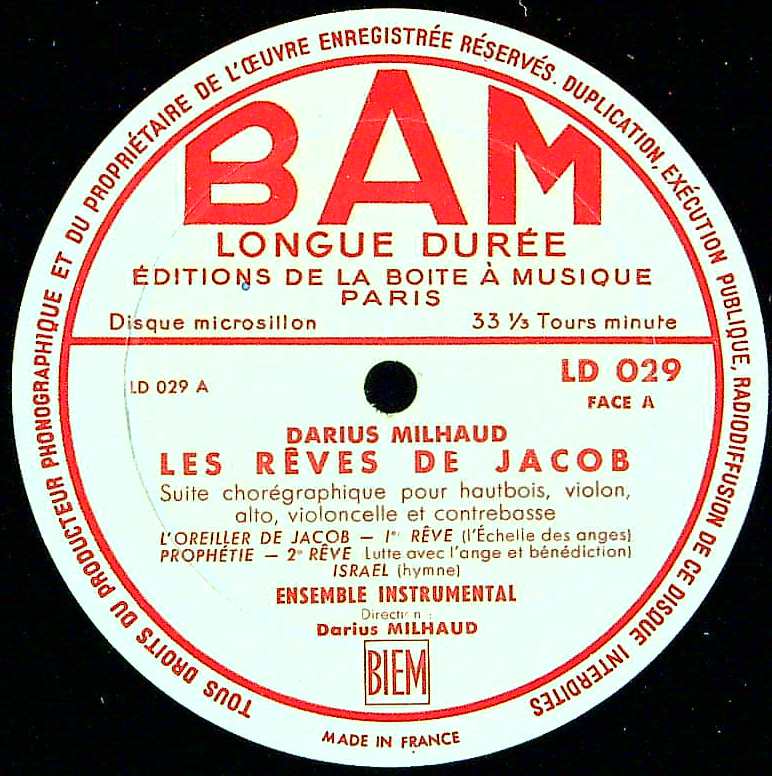 TOUS DROITS DU PRODUCTEUR PHONOGRAPHIQUE ET DU PROPRIÉTAIRE DE L'ŒUVRE ENREGISTRÉE RÉSERVÉS. DUPLICATION, EXÉCUTION PUBLIQUE, RADIODIFFUSION DE CE DISQUE INTERDITES
BAM
LONGUE DURÉE
ÉDITIONS DE LA BOITE À MUSIQUE
PARIS
Disque microsillon 33 ⅓ Tours minute
LD 029 A
LD 029
FACE A
DARIUS MILHAUD
LES RÊVES DE JACOB
Suite chorégraphique pour hautbois, violon,
alto, violoncelle et contrebasse
L'OREILLER DE JACOB — 1er RÊVE (l'Échelle des anges)
PROPHÉTIE — 2e RÊVE Lutte avec l'ange et bénédiction)
ISRAEL (hymne)
ENSEMBLE INSTRUMENTAL
Direction :
Darius MILHAUD
BIEM
MADE IN FRANCE